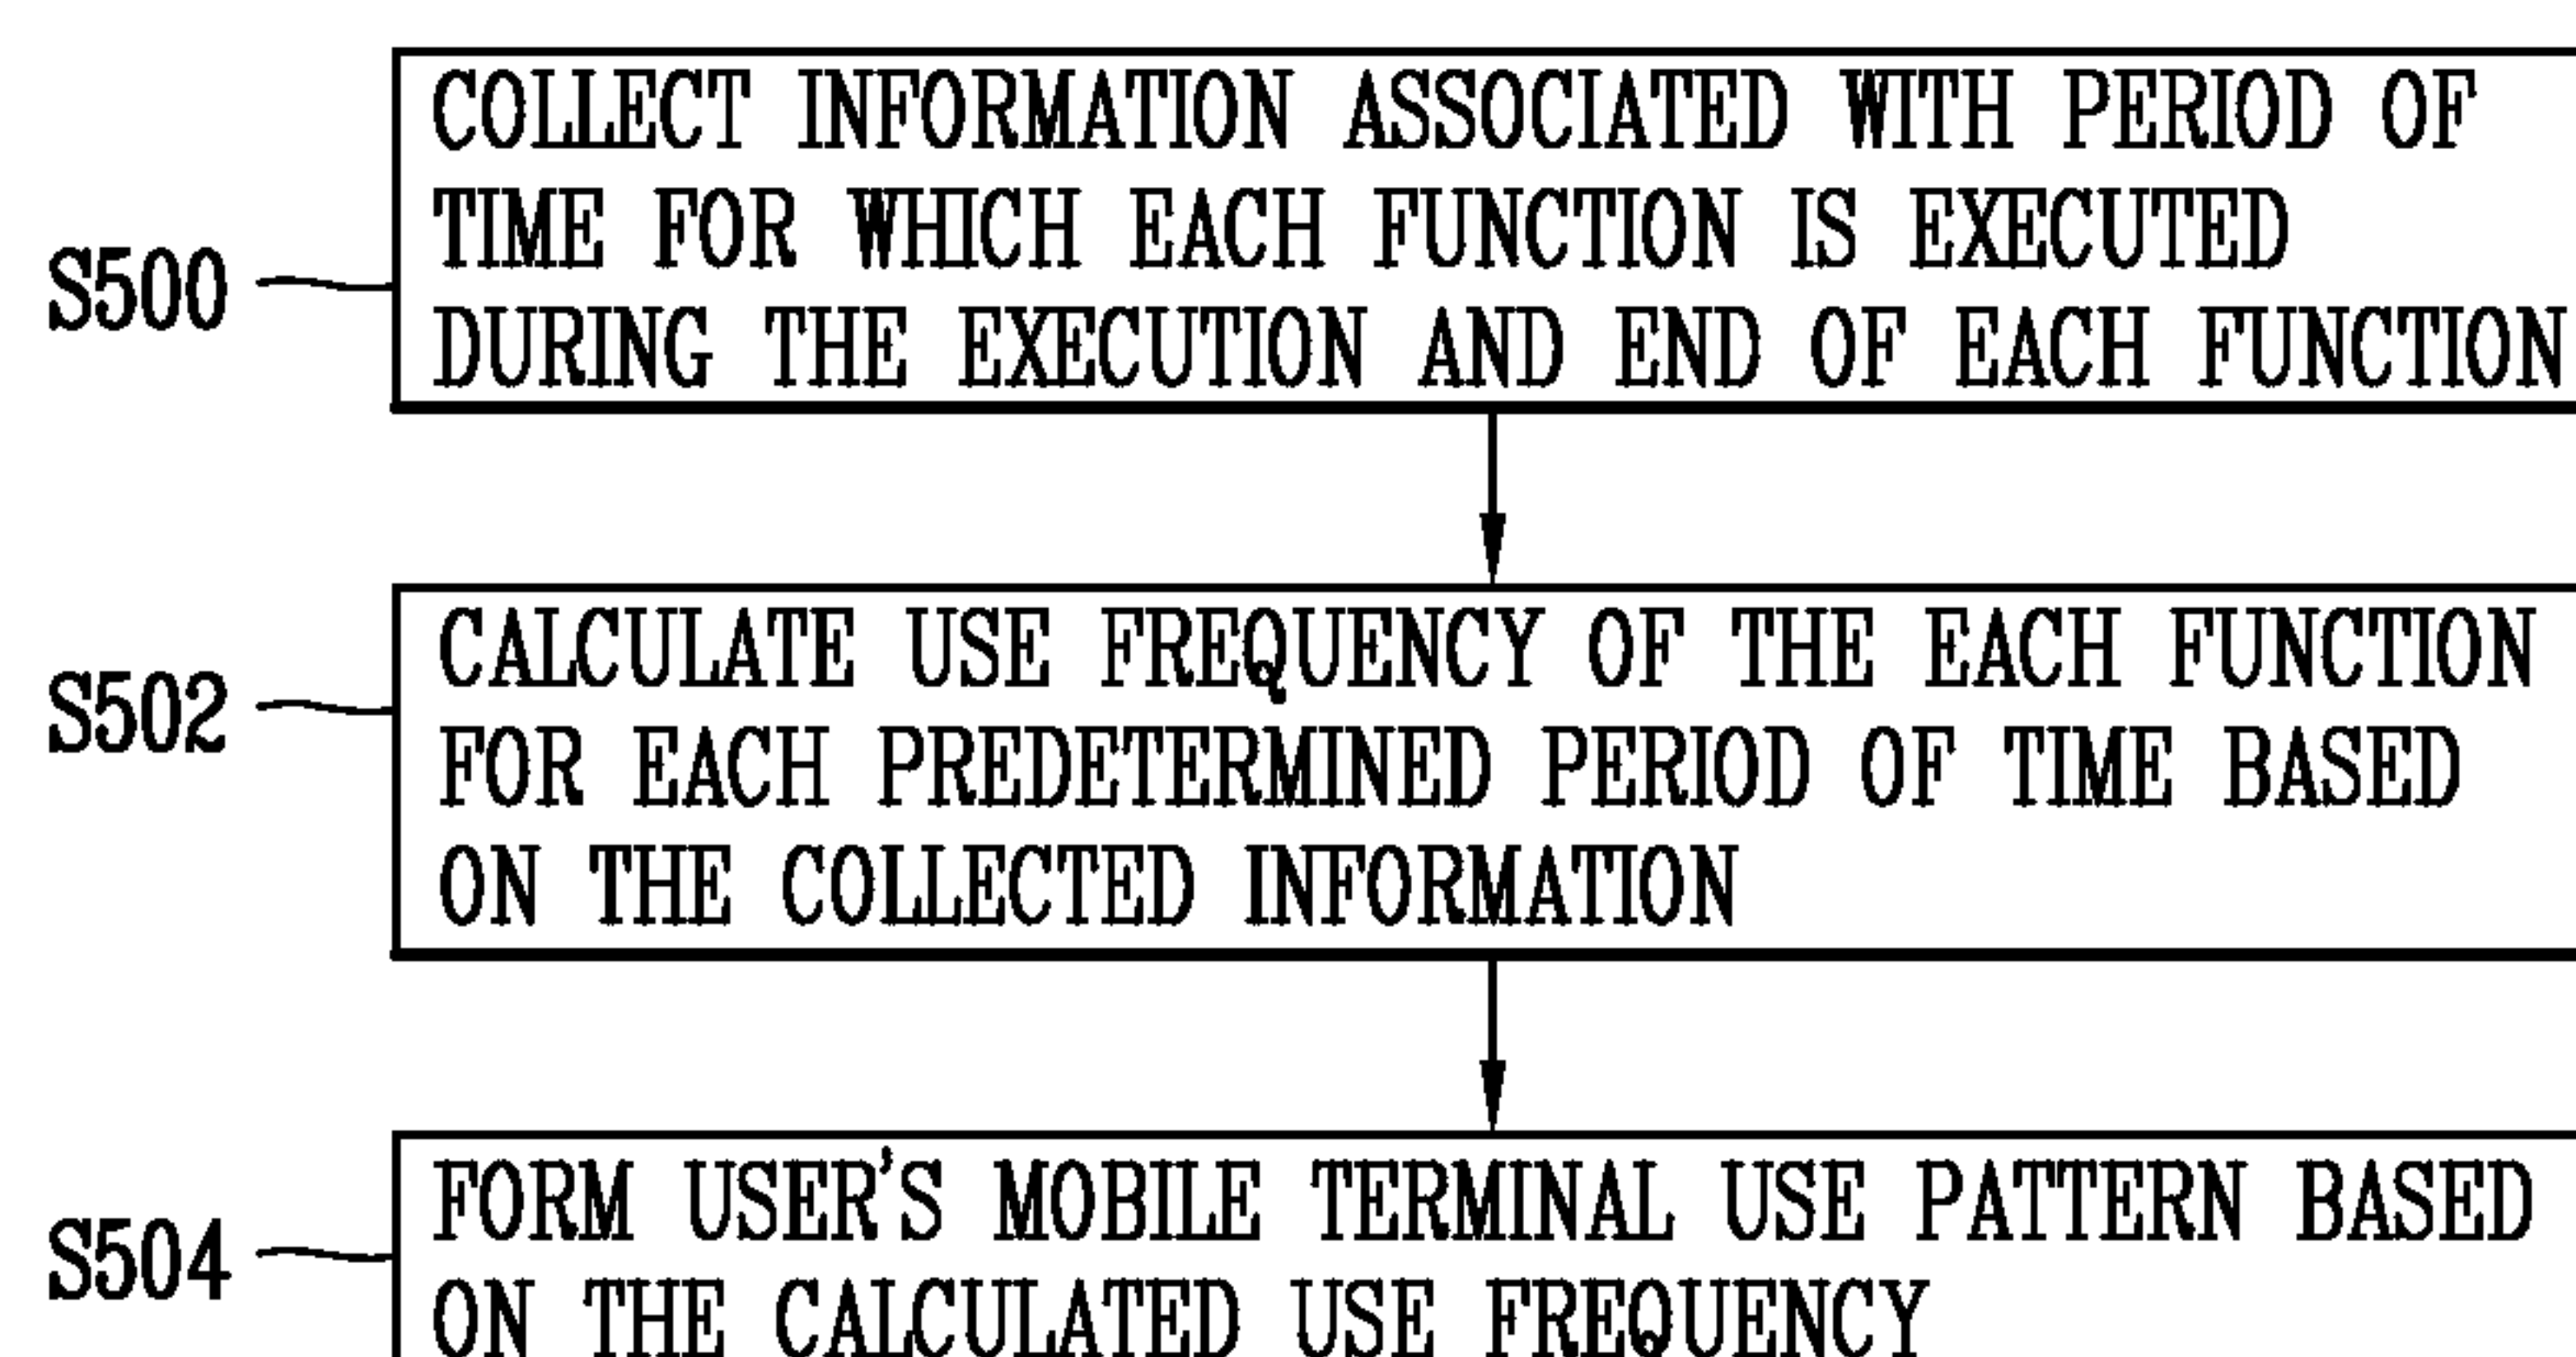 COLLECT INFORMATION ASSOCIATED WITH PERIOD OF
TIME FOR WHICH EACH FUNCTION IS EXECUTED
S500
DURING THE EXECUTION AND END OF EACH FUNCTION
CALCULATE USE FREQUENCY OF THE EACH FUNCTION
S502
FOR EACH PREDETERMINED PERIOD OF TIME BASED
ON THE COLLECTED INFORMATION
FORM USER'S MOBILE TERMINAL USE PATTERN BASED
S504
ON THE CALCULATED USE FREQUENCY